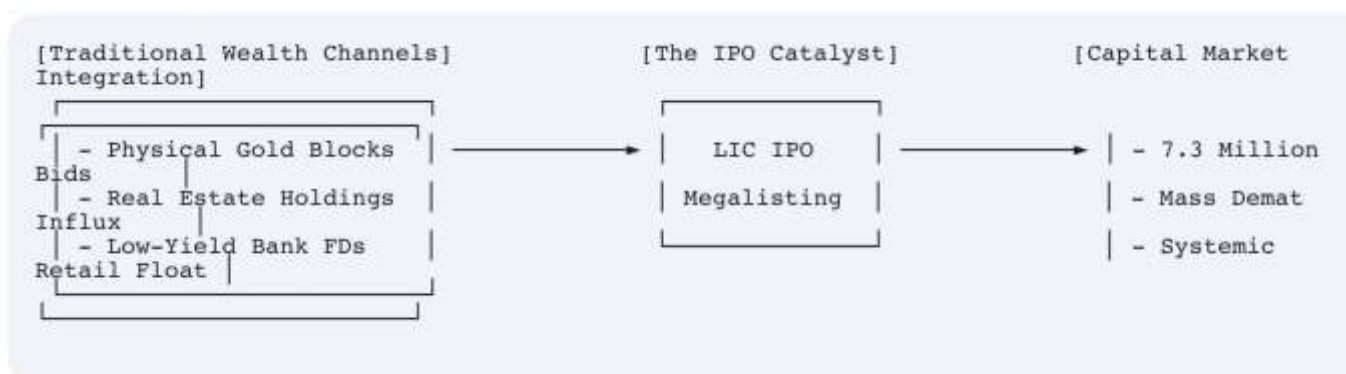 [Traditional Wealth Channels] [The IPO Catalyst] [Capital Market
Integration]
- Physical Gold Blocks LIC IPO - 7.3 Million
Bids
- Real Estate Holdings Megalisting - Mass Demat
Influx
- Low-Yield Bank FDs - Systemic
Retail Float